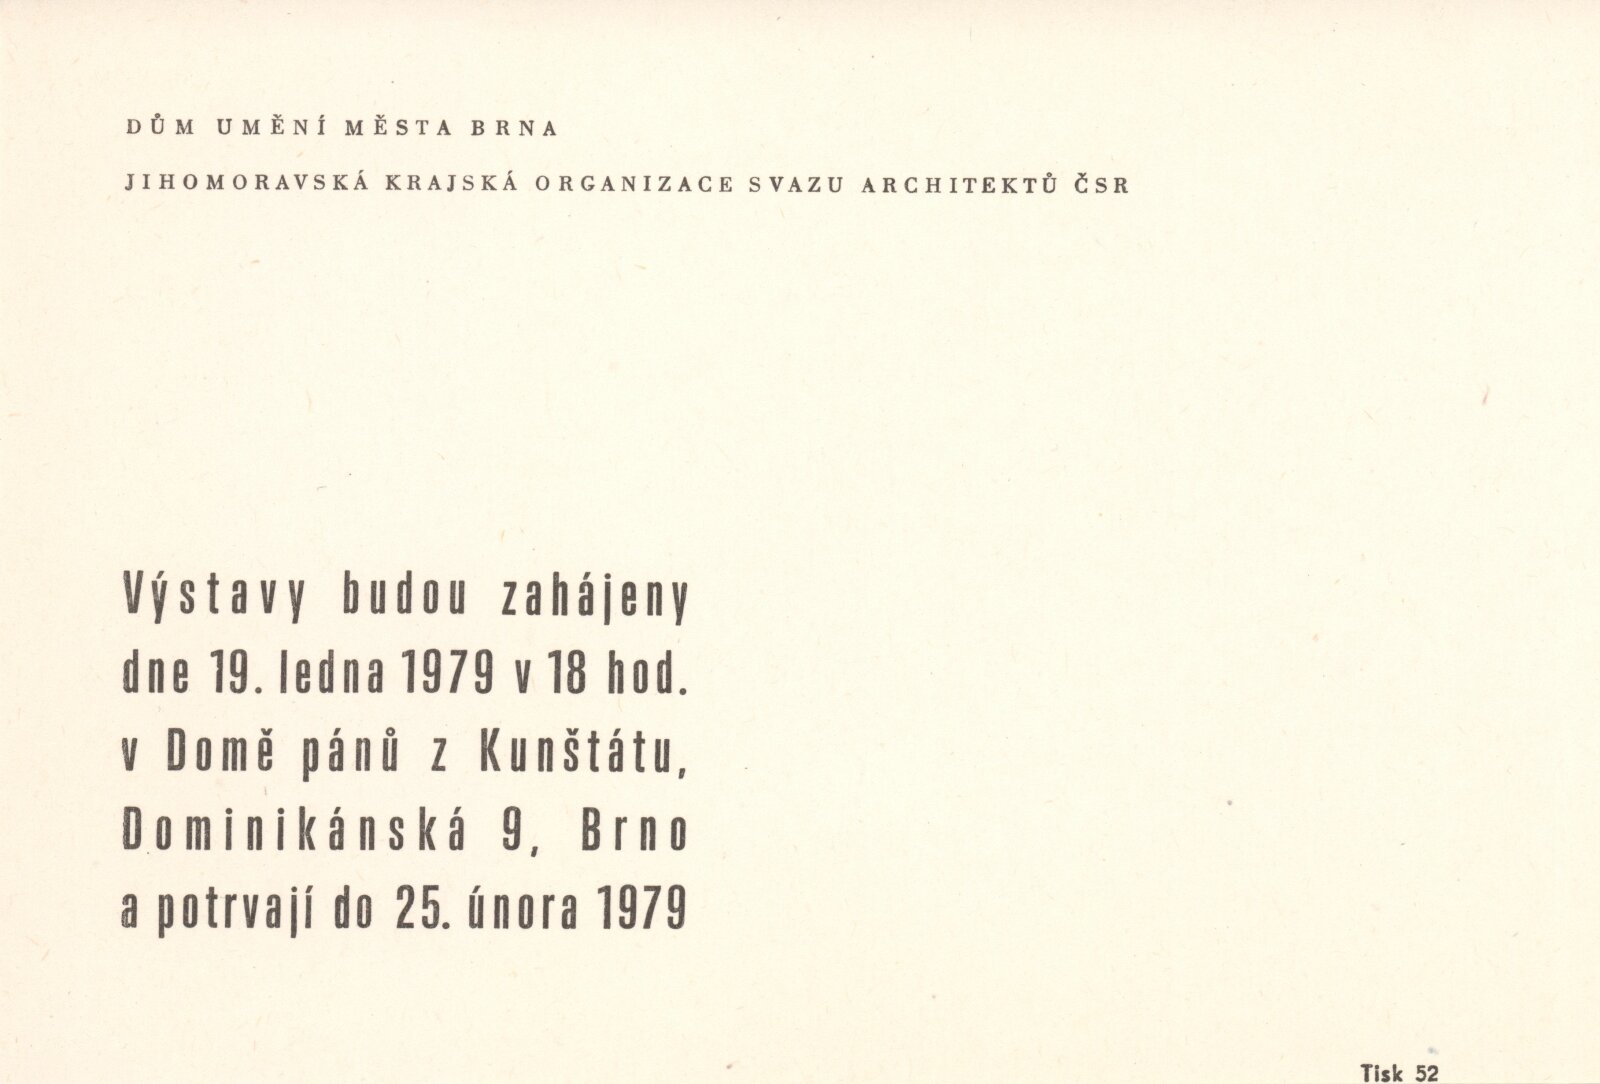 DŮM UMĚNÍ MĚSTA BRNA
JIHOMORAVSKÁ KRAJSKÁ ORGANIZACE SVAZU ARCHITEKTŮ ČSR
Výstavy budou zahájeny
dne 19. ledna 1979 v 18 hod.
v Domě pánů z Kunštátu,
Dominikánská 9, Brno
a potrvají do 25. února 1979
Tisk 52